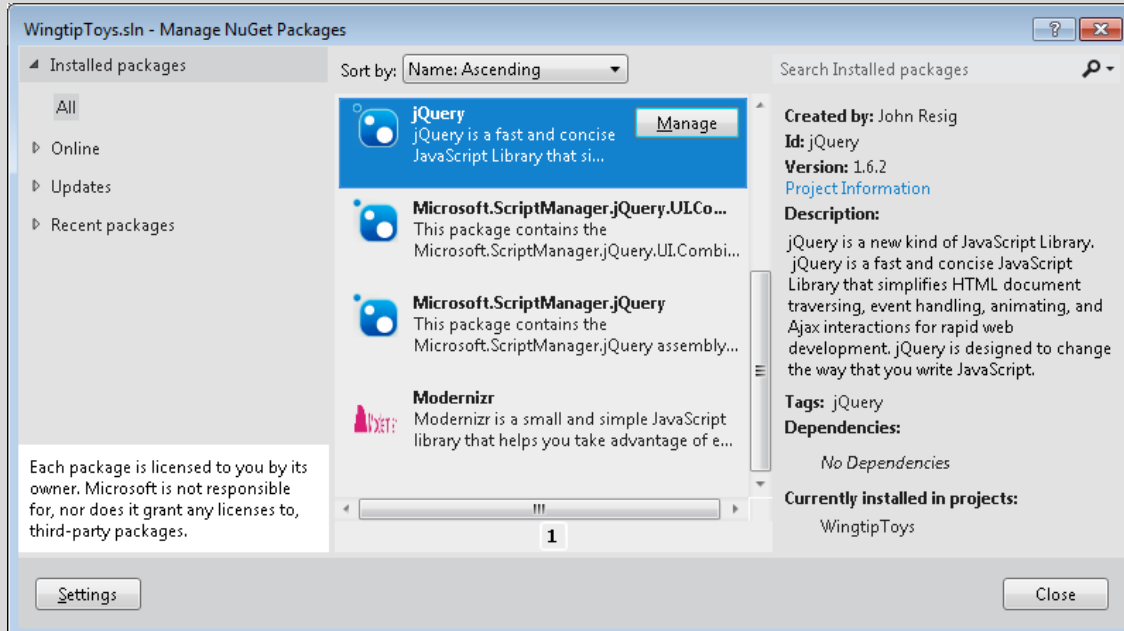 WingtipToys.sln - Manage NuGet Packages
Installed packages
All
Online
Updates
Recent packages
Each package is licensed to you by its
owner. Microsoft is not responsible
for, nor does it grant any licenses to,
third-party packages.
Sort by: Name: Ascending
jQuery
jQuery is a fast and concise
JavaScript Library that si...
Manage
Microsoft.ScriptManager.jQuery.UI.Co...
This package contains the
Microsoft.ScriptManager.jQuery.UI.Combi...
Microsoft.ScriptManager.jQuery
This package contains the
Microsoft.ScriptManager.jQuery assembly...
Modernizr
Modernizr is a small and simple JavaScript
library that helps you take advantage of e...
1
Search Installed packages
Created by: John Resig
Id: jQuery
Version: 1.6.2
Project Information
Description:
jQuery is a new kind of JavaScript Library.
jQuery is a fast and concise JavaScript
Library that simplifies HTML document
traversing, event handling, animating, and
Ajax interactions for rapid web
development. jQuery is designed to change
the way that you write JavaScript.
Tags: jQuery
Dependencies:
No Dependencies
Currently installed in projects:
WingtipToys
Settings
Close